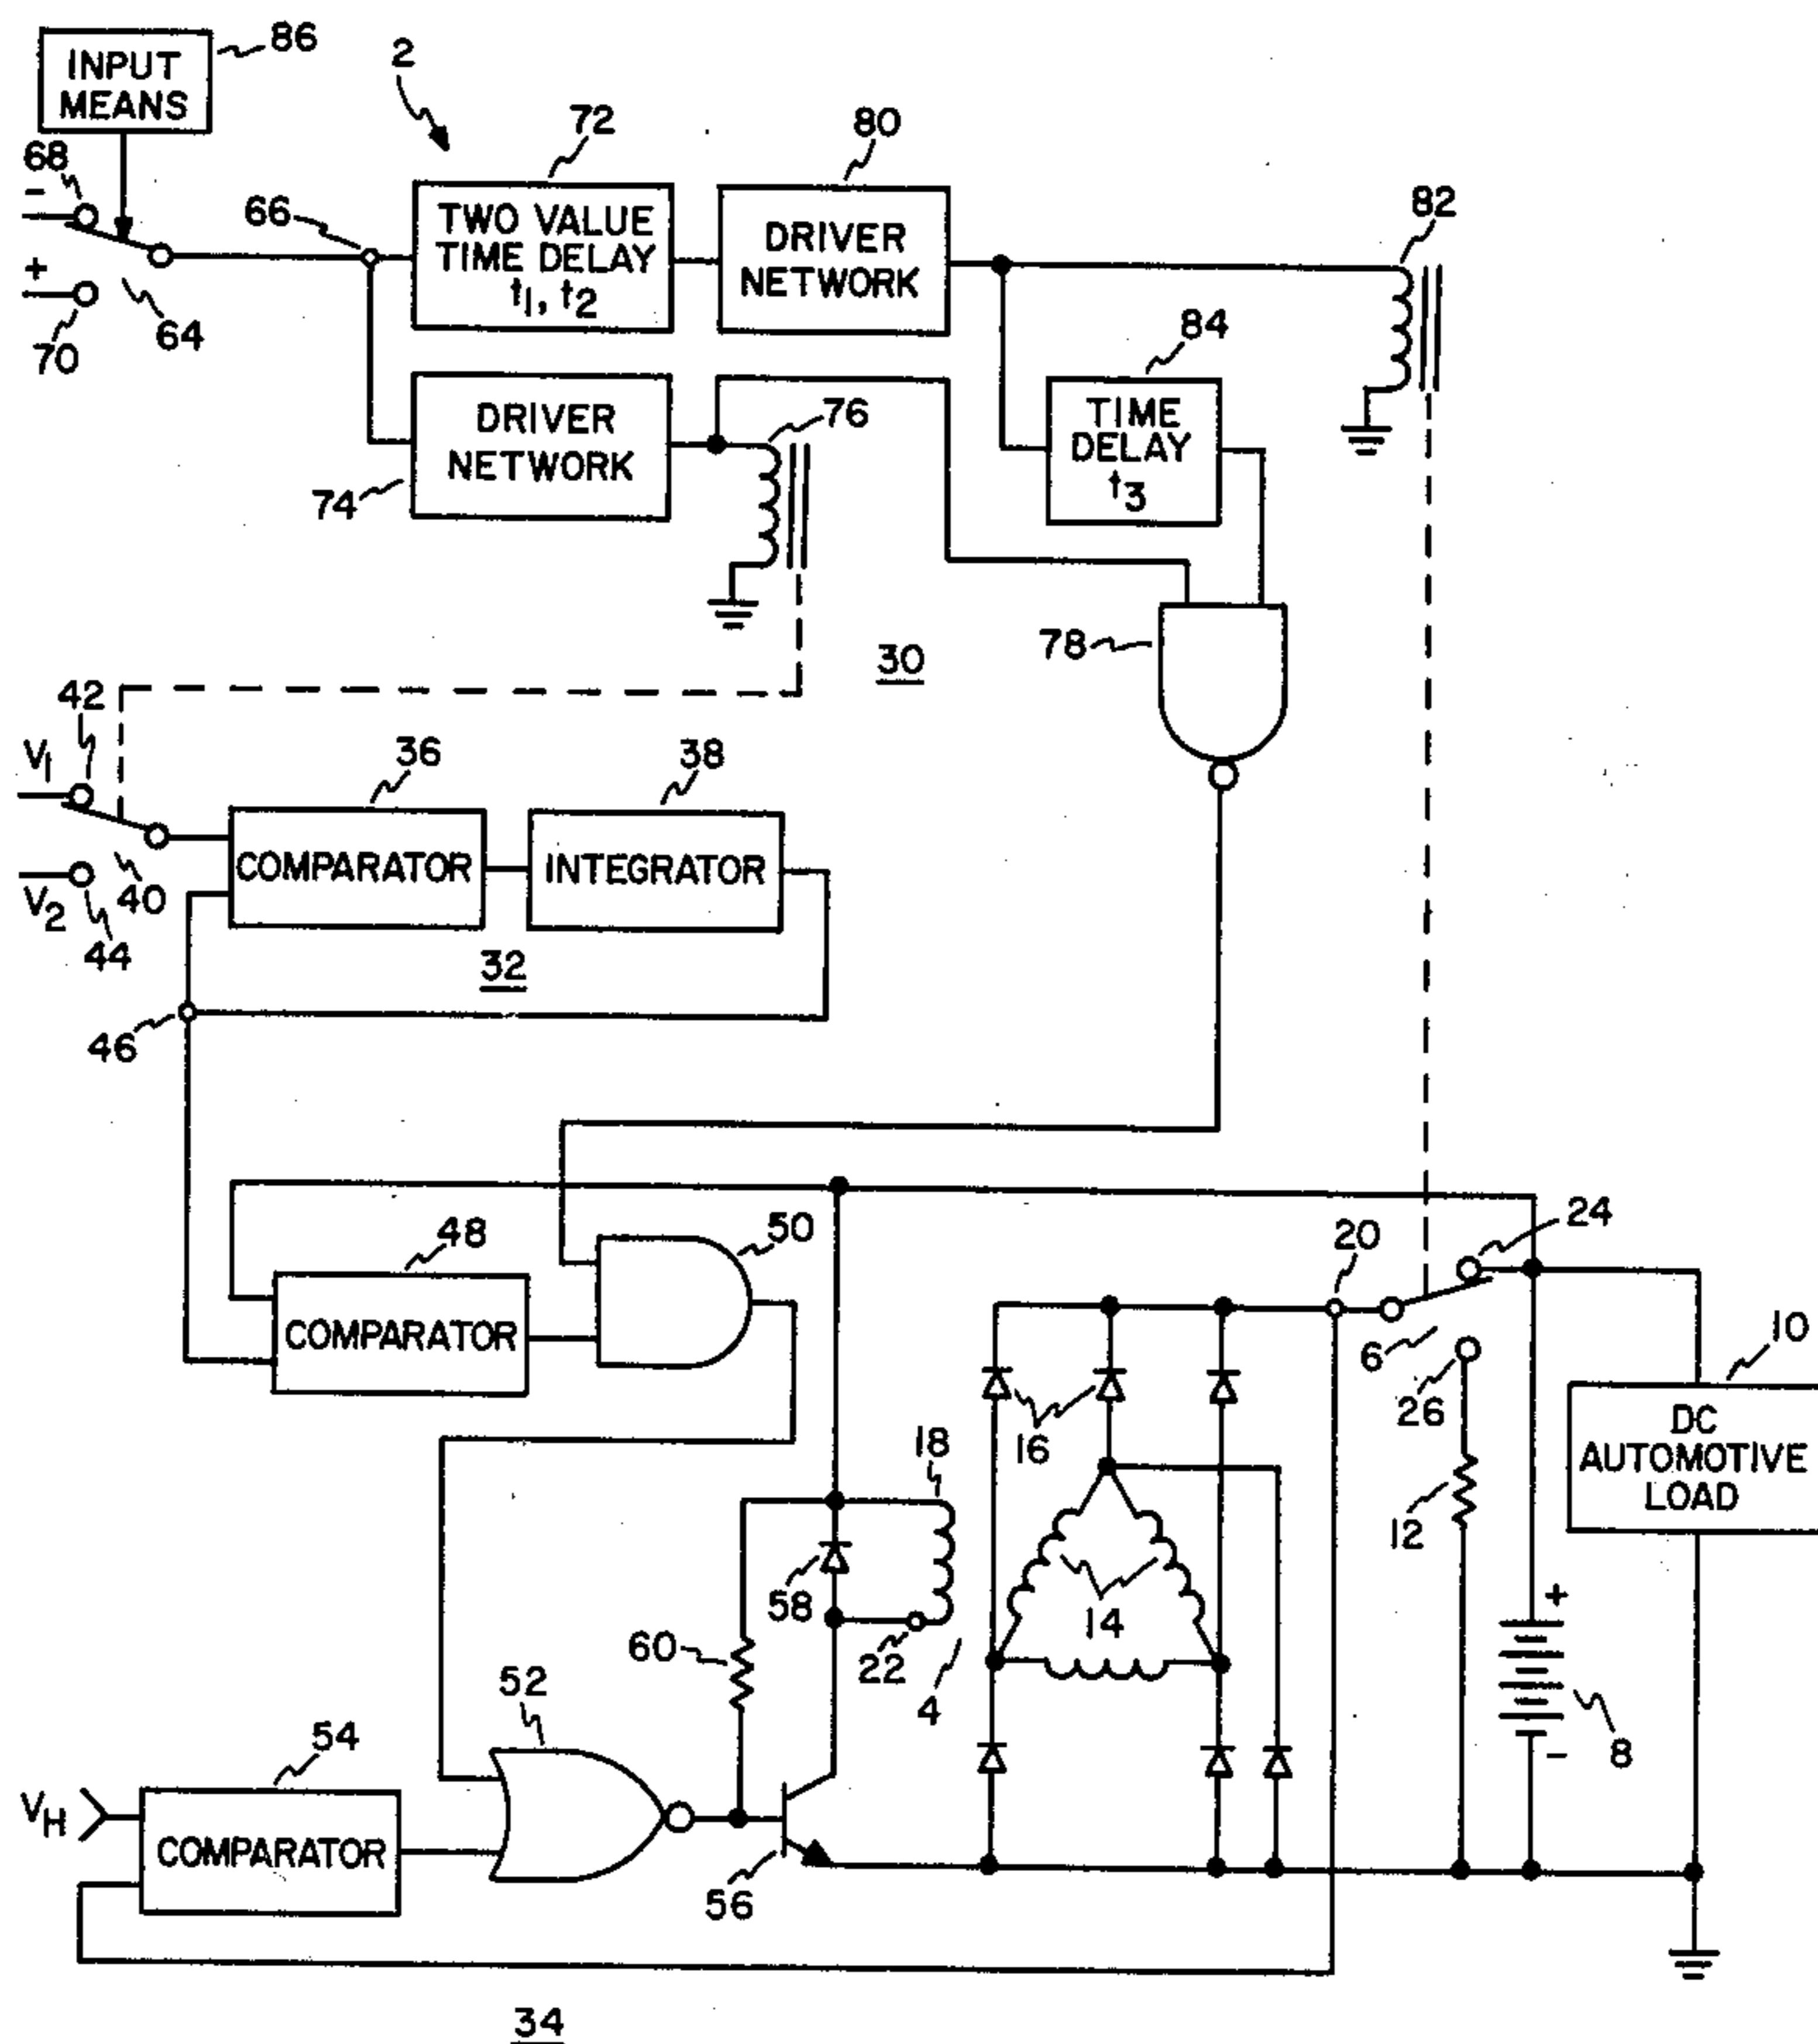 86
INPUT
MEANS
2
72
80
68
-
66
TWO VALUE
TIME DELAY
t1, t2
DRIVER
NETWORK
82
+
70
64
84
TIME
DELAY
t3
DRIVER
NETWORK
76
74
78
30
42
V1
36
38
COMPARATOR
INTEGRATOR
V2
40
44
32
46
50
24
48
20
COMPARATOR
10
6
26
16
18
DC
AUTOMOTIVE
LOAD
12
58
14
+
60
22
4
52
54
8
-
VH
COMPARATOR
56
34